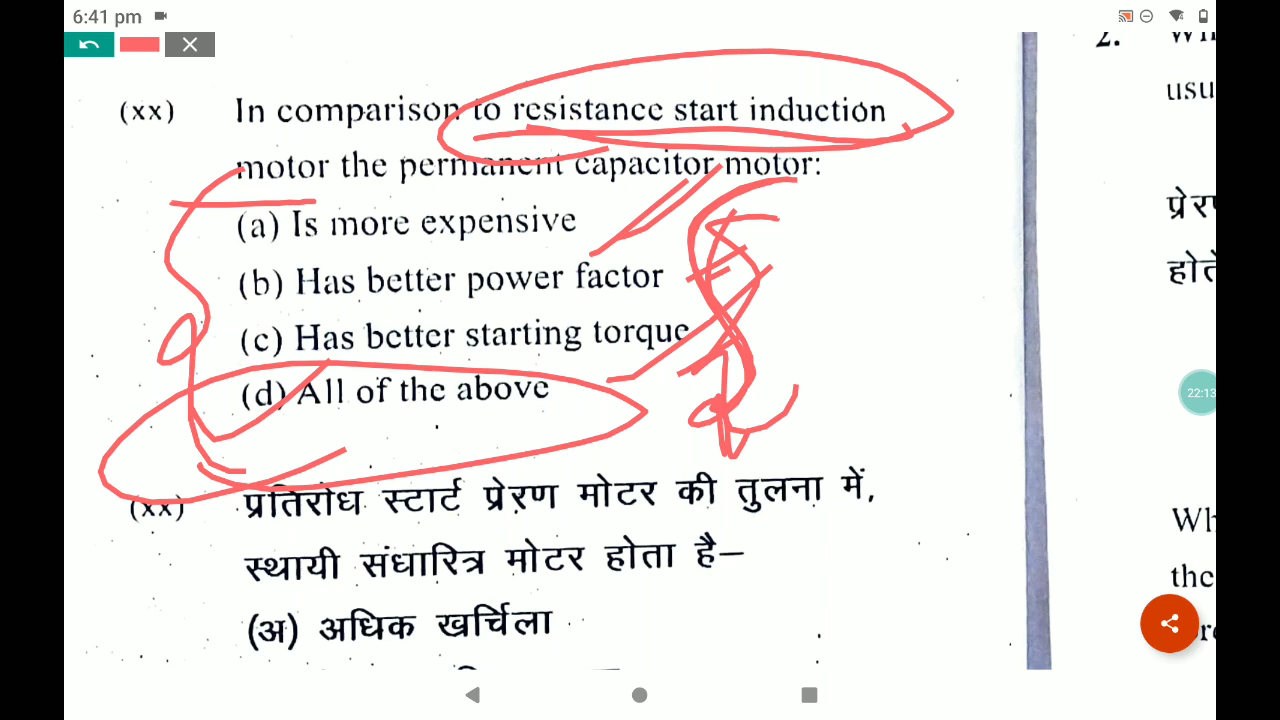 6:41 pm
(xx) In comparison to resistance start induction
motor the permanent capacitor motor:
(a) Is more expensive
(b) Has better power factor
(c) Has better starting torque
(d) All of the above
(xx) प्रतिरोध स्टार्ट प्रेरण मोटर की तुलना में,
स्थायी संधारित्र मोटर होता है–
(अ) अधिक खर्चिला
2.
usu
प्रेर
होते
22:13
Wh
the